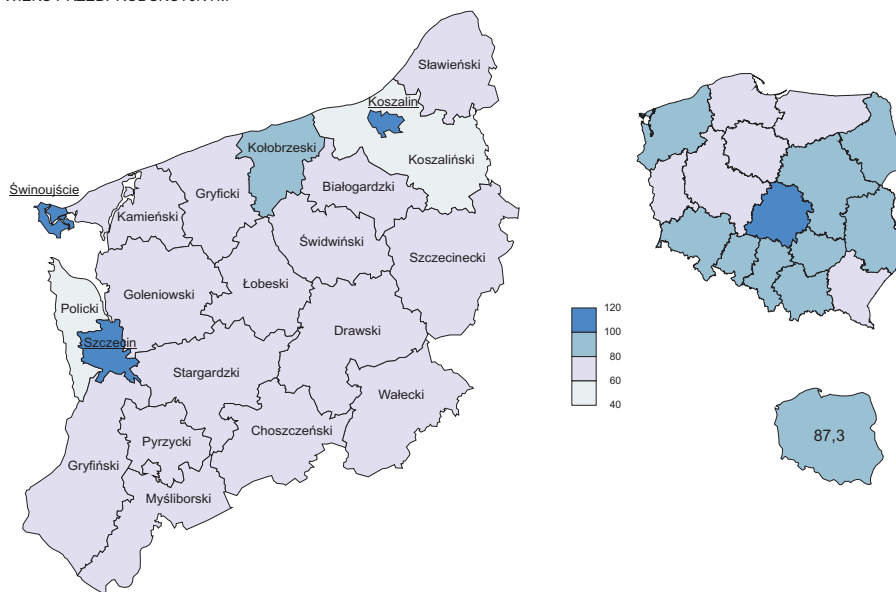 Sławieński
Koszalin
Kołobrzeski
Koszaliński
Białogardzki
Świnoujście
Gryficki
Kamieński
Świdwiński
Szczecinecki
Łobeski
Goleniowski
Policki
Drawski
Szczecin
Stargardzki
Wałecki
Choszczeński
Pyrzycki
Gryfiński
Myśliborski
120
100
80
60
40
87,3